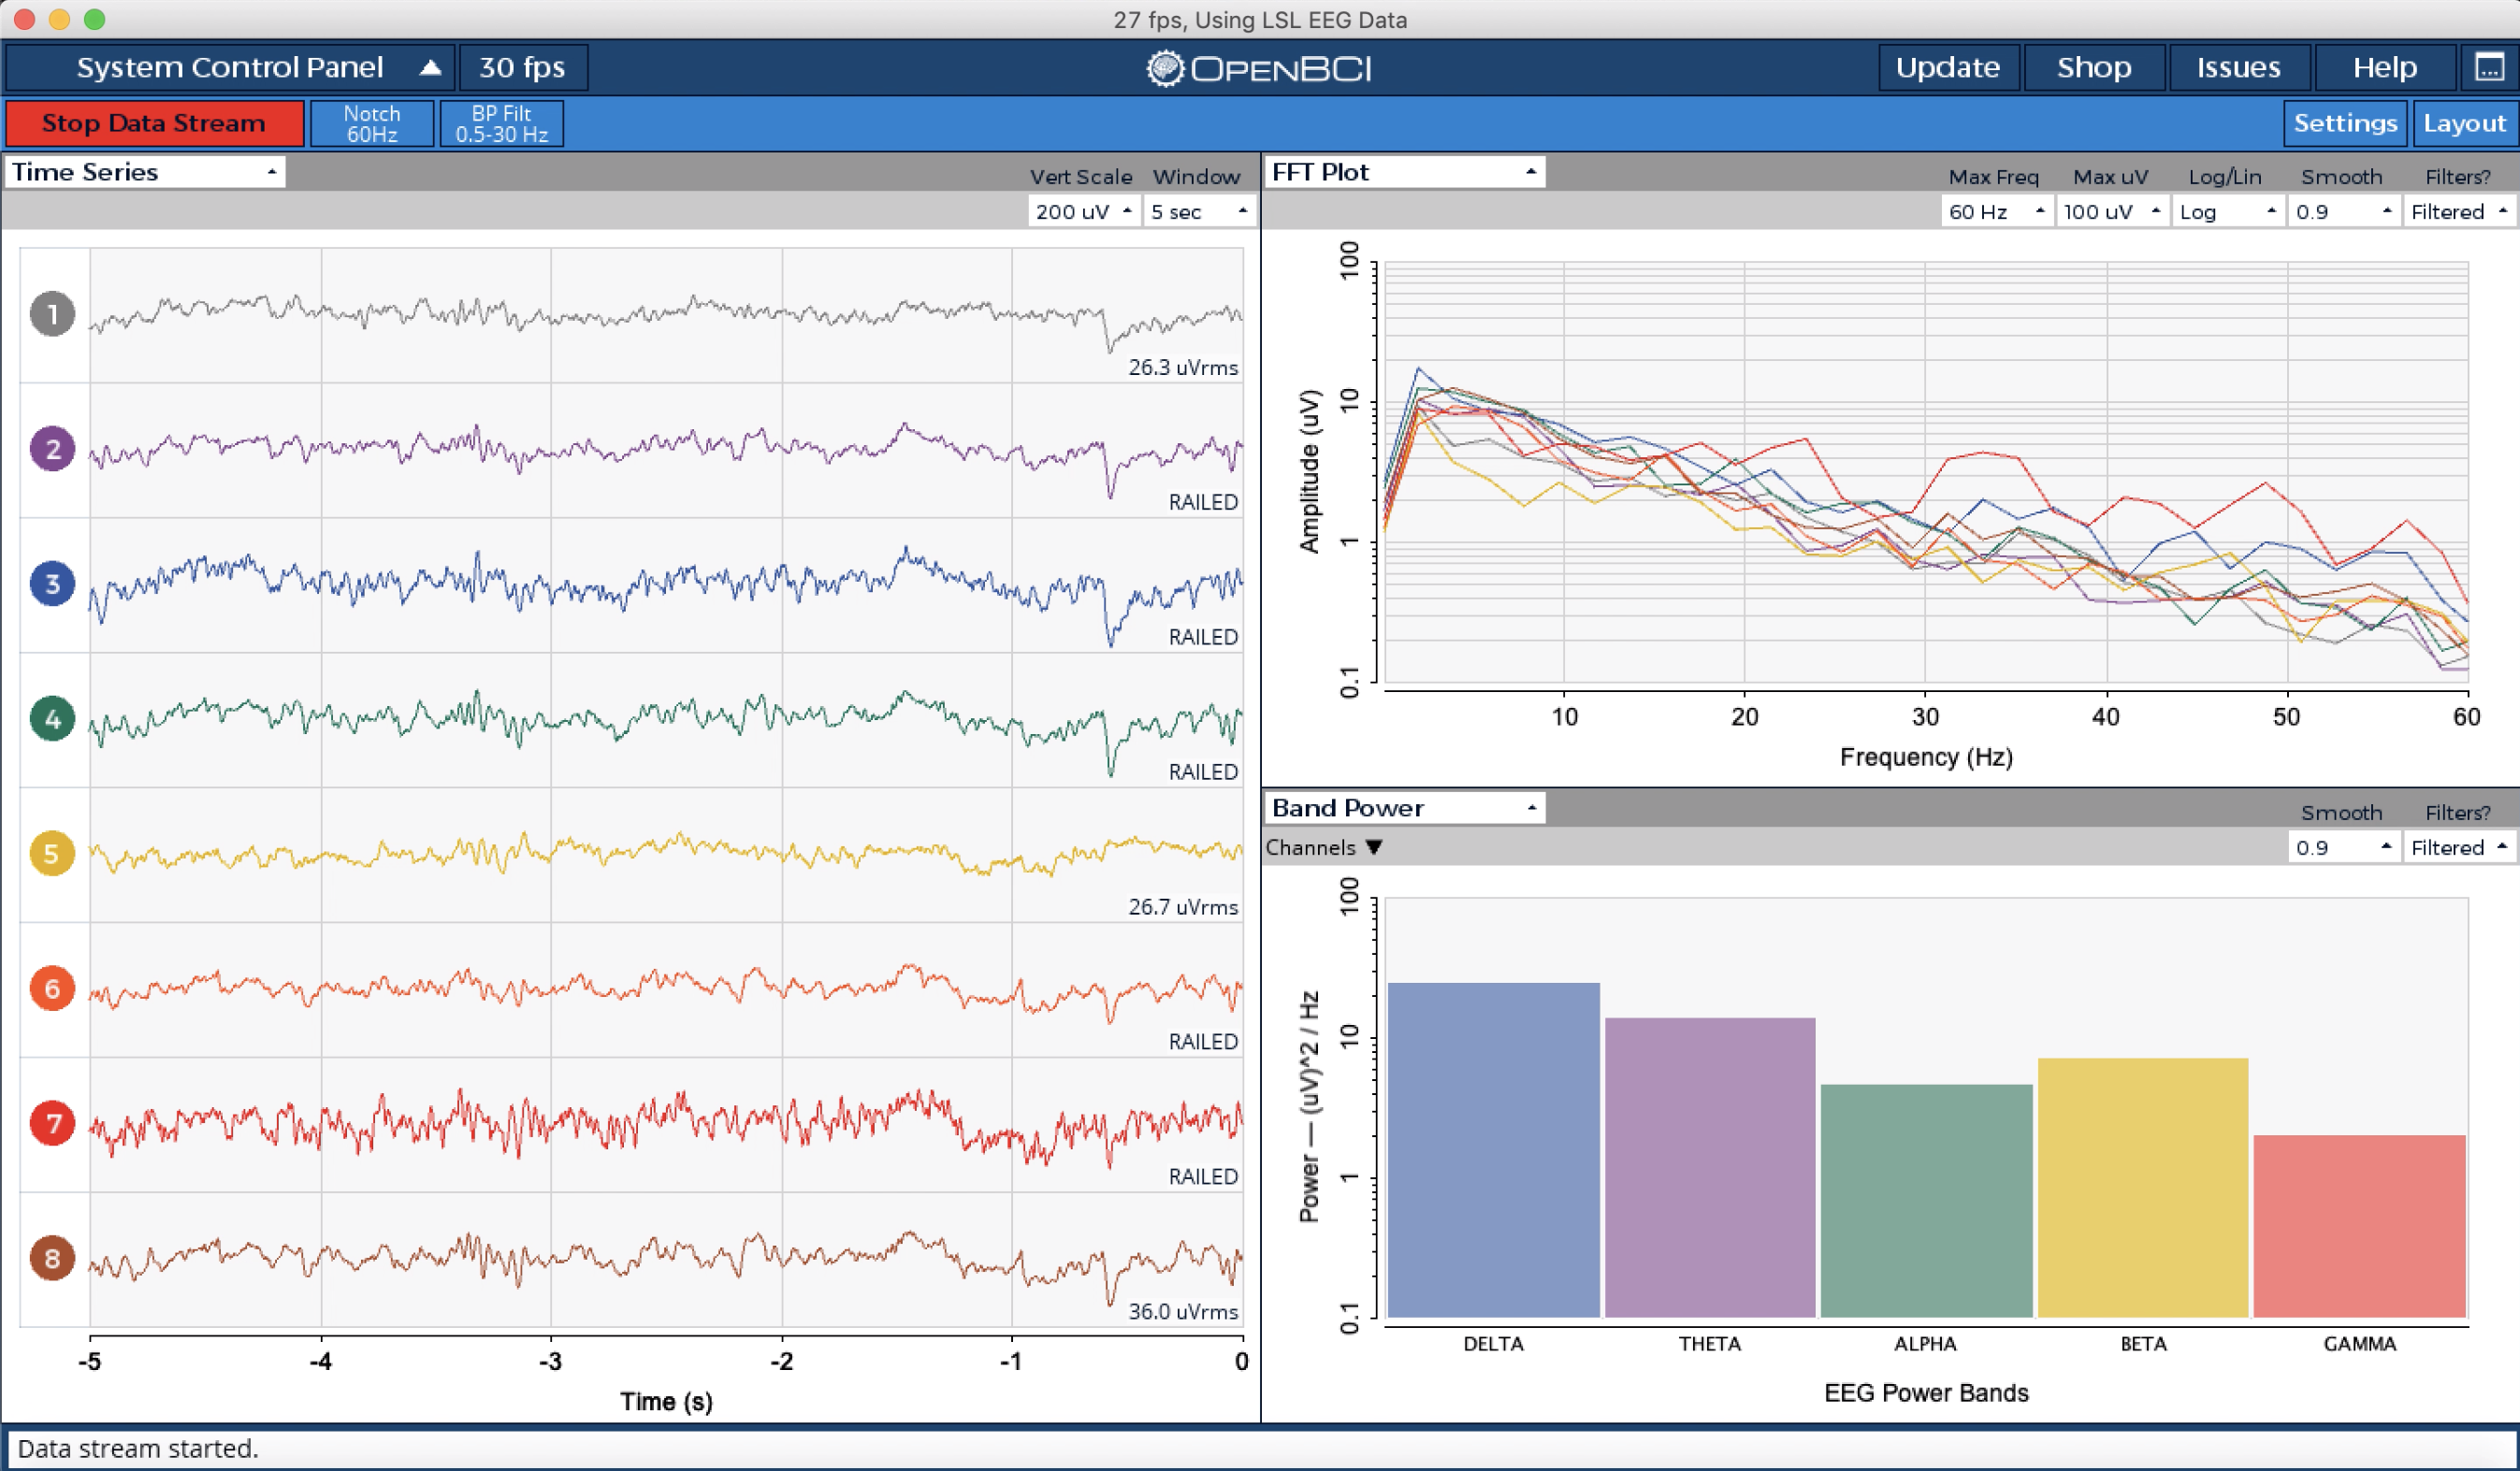 27 fps, Using LSL EEG Data
System Control Panel
30 fps
OPENBCI
Update
Shop
Issues
Help
Stop Data Stream
Notch
60Hz
BP Filt
0.5-30 Hz
Settings
Layout
Time Series
Vert Scale
Window
200 uV
5 sec
1
26.3 uVrms
2
RAILED
3
RAILED
4
RAILED
5
26.7 uVrms
6
RAILED
7
RAILED
8
36.0 uVrms
-5 -4 -3 -2 -1 0
Time (s)
FFT Plot
Max Freq
Max uV
Log/Lin
Smooth
Filters?
60 Hz
100 uV
Log
0.9
Filtered
Amplitude (uV)
100
10
1
0.1
10 20 30 40 50 60
Frequency (Hz)
Band Power
Smooth
Filters?
Channels ▼
0.9
Filtered
Power — (uV)^2 / Hz
100
10
1
0.1
DELTA THETA ALPHA BETA GAMMA
EEG Power Bands
Data stream started.